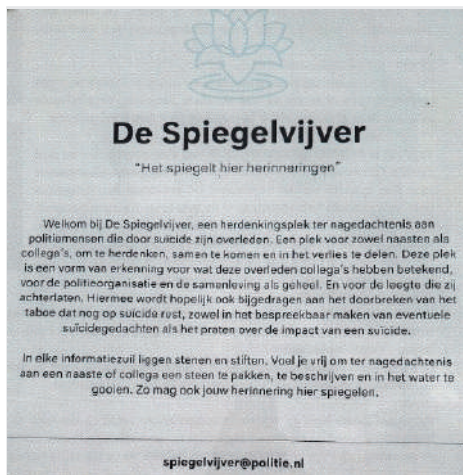 De Spiegelvijver
"Het spiegelt hier herinneringen"
Welkom bij De Spiegelvijver, een herdenkingsplek ter nagedachtenis aan
politiemensen die door suïcide zijn overleden. Een plek voor zowel naasten als
collega's, om te herdenken, samen te komen en in het verlies te delen. Deze plek
is een vorm van erkenning voor wat deze overleden collega's hebben betekend,
voor de politieorganisatie en de samenleving als geheel. En voor de leegte die zij
achterlaten. Hiermee wordt hopelijk ook bijgedragen aan het doorbreken van het
taboe dat nog op suïcide rust, zowel in het bespreekbaar maken van eventuele
suïcidegedachten als het praten over de impact van een suïcide.
In elke informatiezuil liggen stenen en stiften. Voel je vrij om ter nagedachtenis
aan een naaste of collega een steen te pakken, te beschrijven en in het water te
gooien. Zo mag ook jouw herinnering hier spiegelen.
spiegelvijver@politie.nl